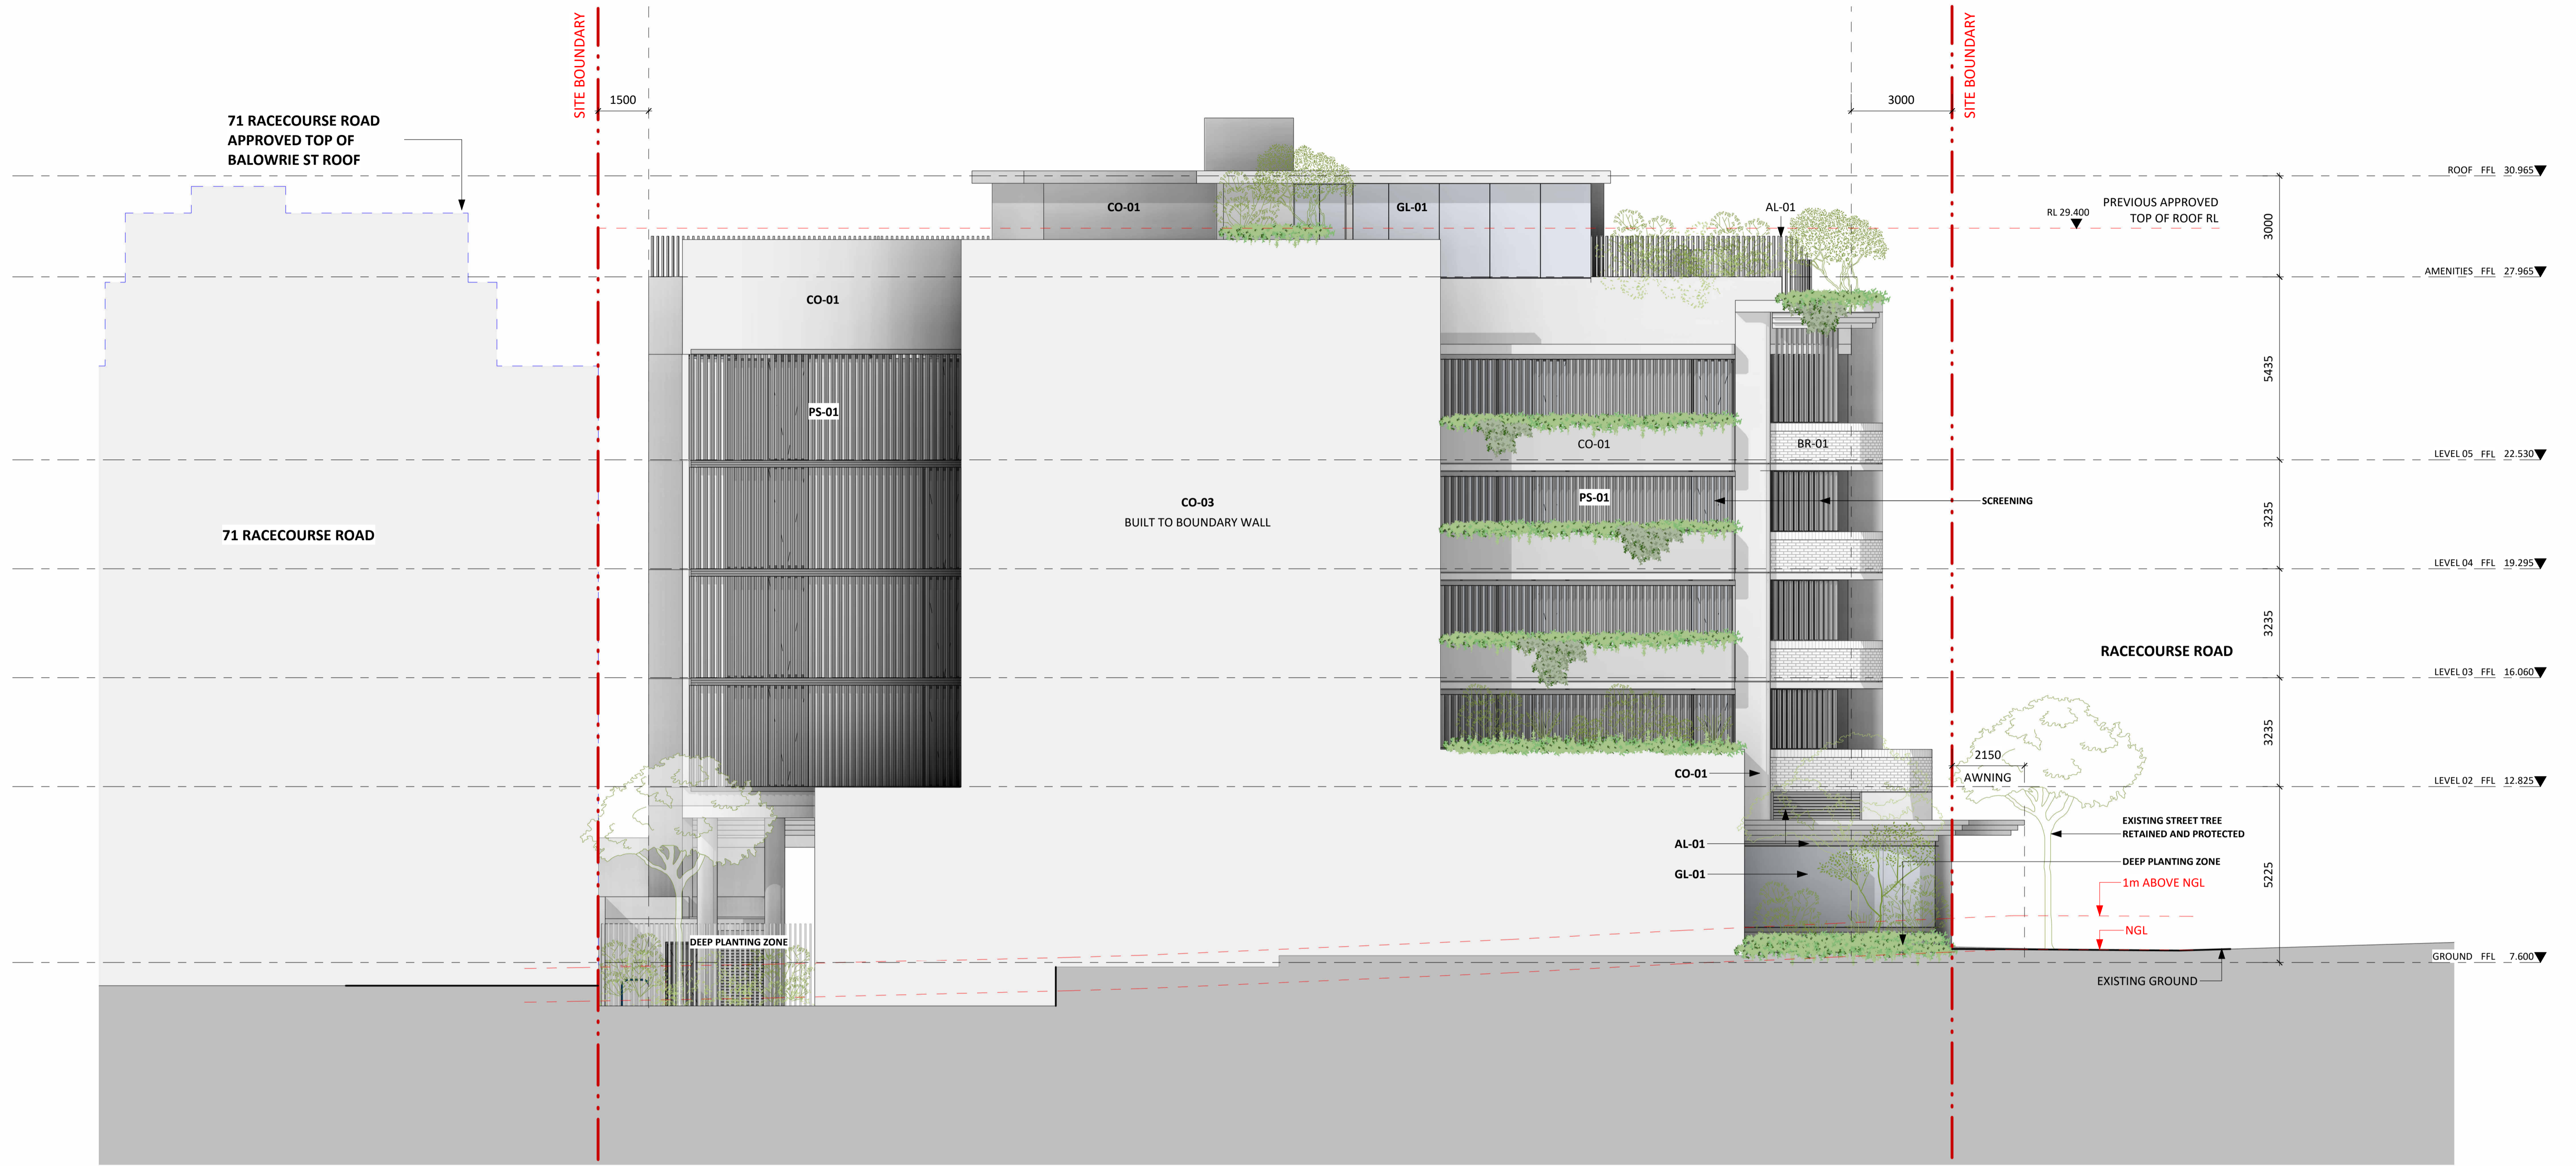 SITE BOUNDARY
SITE BOUNDARY
1500
3000
71 RACECOURSE ROAD
APPROVED TOP OF
BALOWRIE ST ROOF
ROOF FFL 30.965
PREVIOUS APPROVED
TOP OF ROOF RL
RL 29.400
CO-01
GL-01
AL-01
3000
AMENITIES FFL 27.965
CO-01
5435
PS-01
CO-01
BR-01
LEVEL 05 FFL 22.530
PS-01
SCREENING
CO-03
BUILT TO BOUNDARY WALL
3235
71 RACECOURSE ROAD
LEVEL 04 FFL 19.295
3235
RACECOURSE ROAD
LEVEL 03 FFL 16.060
3235
2150
AWNING
CO-01
LEVEL 02 FFL 12.825
EXISTING STREET TREE
RETAINED AND PROTECTED
AL-01
DEEP PLANTING ZONE
GL-01
1m ABOVE NGL
5225
NGL
DEEP PLANTING ZONE
GROUND FFL 7.600
EXISTING GROUND